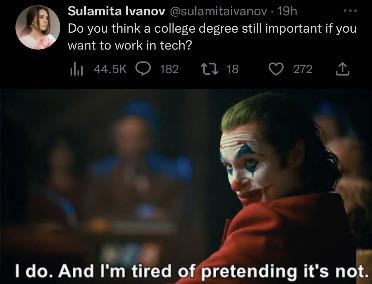 Sulamita Ivanov @sulamitaivanov · 19h
Do you think a college degree still important if you
want to work in tech?
44.5K 182 18 272
I do. And I'm tired of pretending it's not.